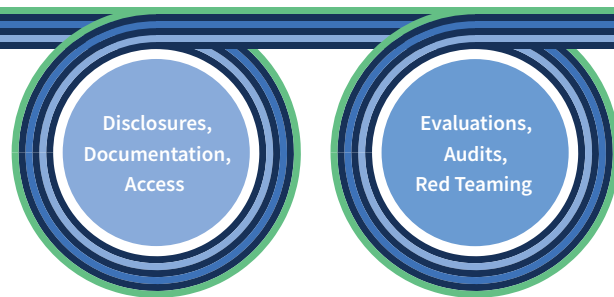 Disclosures,
Documentation,
Access
Evaluations,
Audits,
Red Teaming